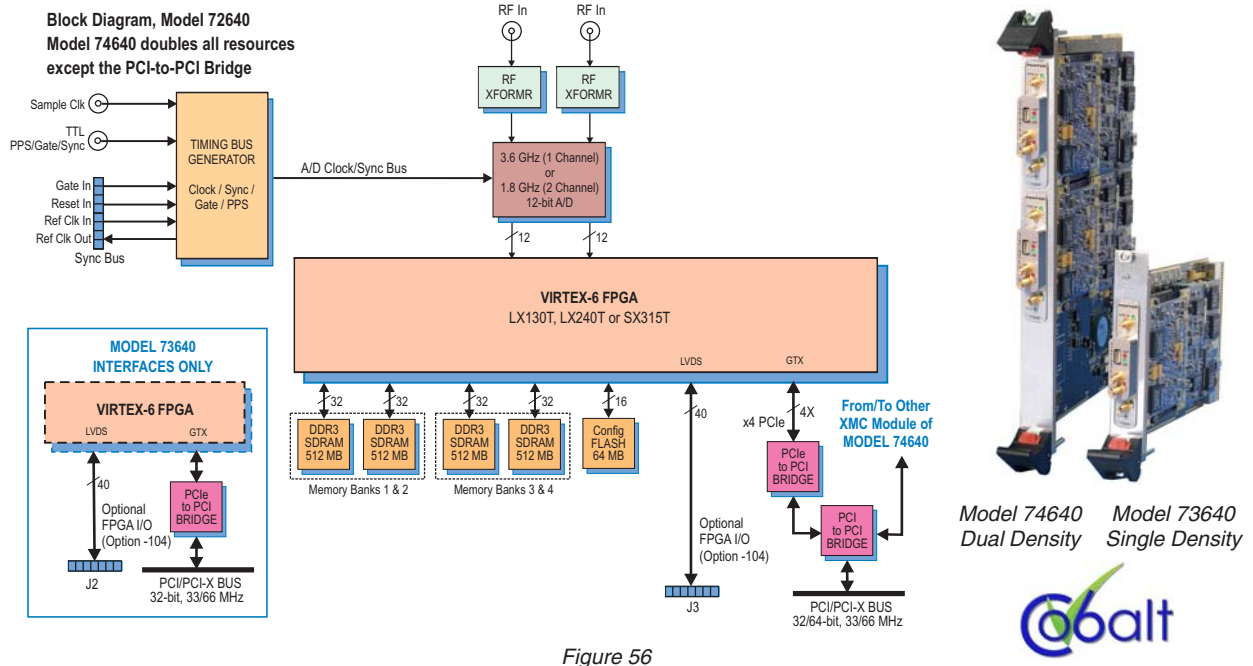 Block Diagram, Model 72640
Model 74640 doubles all resources
except the PCI-to-PCI Bridge
RF In
RF In
RF
XFORMR
RF
XFORMR
Sample Clk
TTL
PPS/Gate/Sync
TIMING BUS
GENERATOR
Clock / Sync /
Gate / PPS
Gate In
Reset In
Ref Clk In
Ref Clk Out
Sync Bus
A/D Clock/Sync Bus
3.6 GHz (1 Channel)
or
1.8 GHz (2 Channel)
12-bit A/D
12
12
VIRTEX-6 FPGA
LX130T, LX240T or SX315T
LVDS
GTX
32
32
32
32
16
40
4X
x4 PCIe
DDR3
SDRAM
512 MB
DDR3
SDRAM
512 MB
DDR3
SDRAM
512 MB
DDR3
SDRAM
512 MB
Config
FLASH
64 MB
Memory Banks 1 & 2
Memory Banks 3 & 4
Optional
FPGA I/O
(Option -104)
J3
PCIe
to PCI
BRIDGE
PCI
to PCI
BRIDGE
From/To Other
XMC Module of
MODEL 74640
PCI/PCI-X BUS
32/64-bit, 33/66 MHz
MODEL 73640
INTERFACES ONLY
VIRTEX-6 FPGA
LVDS
GTX
40
Optional
FPGA I/O
(Option -104)
J2
PCIe
to PCI
BRIDGE
PCI/PCI-X BUS
32-bit, 33/66 MHz
Model 74640
Dual Density
Model 73640
Single Density
Cobalt
Figure 56